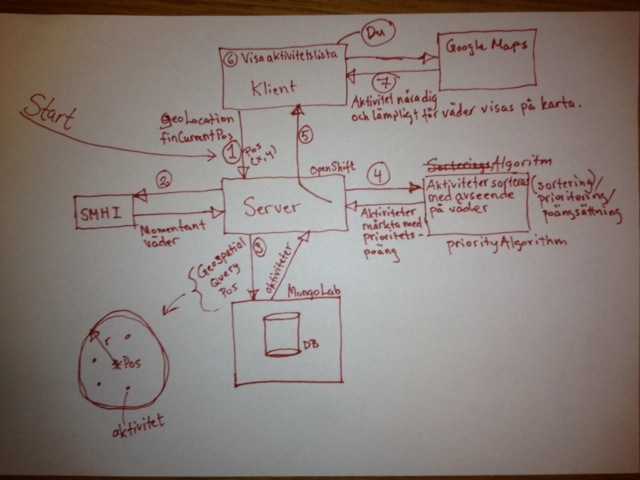 Du
⑥ Visa aktivitetslista
Klient
Google Maps
⑦
Aktivitet nära dig
och lämpligt för väder visas på karta.
Start
geoLocation
finCurrentPos
①
Pos
(x,y)
⑤
OpenShift
Server
②
SMHI
Momentant
väder
④
Sorterings Algoritm
Aktiviteter sorteras
med avseende
på väder
(sortering)/
prioritering/
poängsättning
Aktiviteter
märkta med
prioritets-
poäng
priorityAlgorithm
③
Geospatial
Query
Pos
aktiviteter
MongoLab
DB
r
Pos
aktivitet